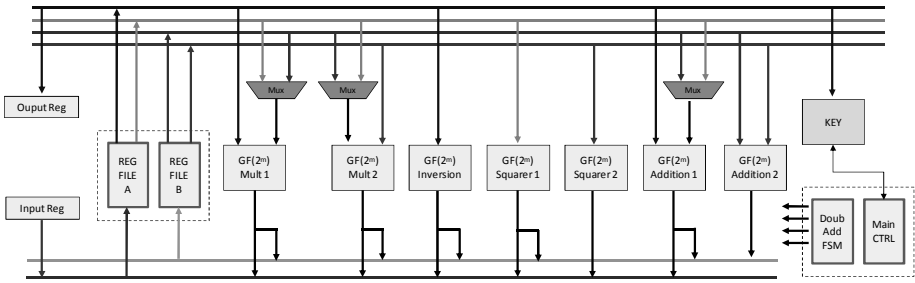 Mux
Mux
Mux
Ouput Reg
KEY
REG
FILE
A
REG
FILE
B
GF(2ᵐ)
Mult 1
GF(2ᵐ)
Mult 2
GF(2ᵐ)
Inversion
GF(2ᵐ)
Squarer 1
GF(2ᵐ)
Squarer 2
GF(2ᵐ)
Addition 1
GF(2ᵐ)
Addition 2
Input Reg
Doub
Add
FSM
Main
CTRL